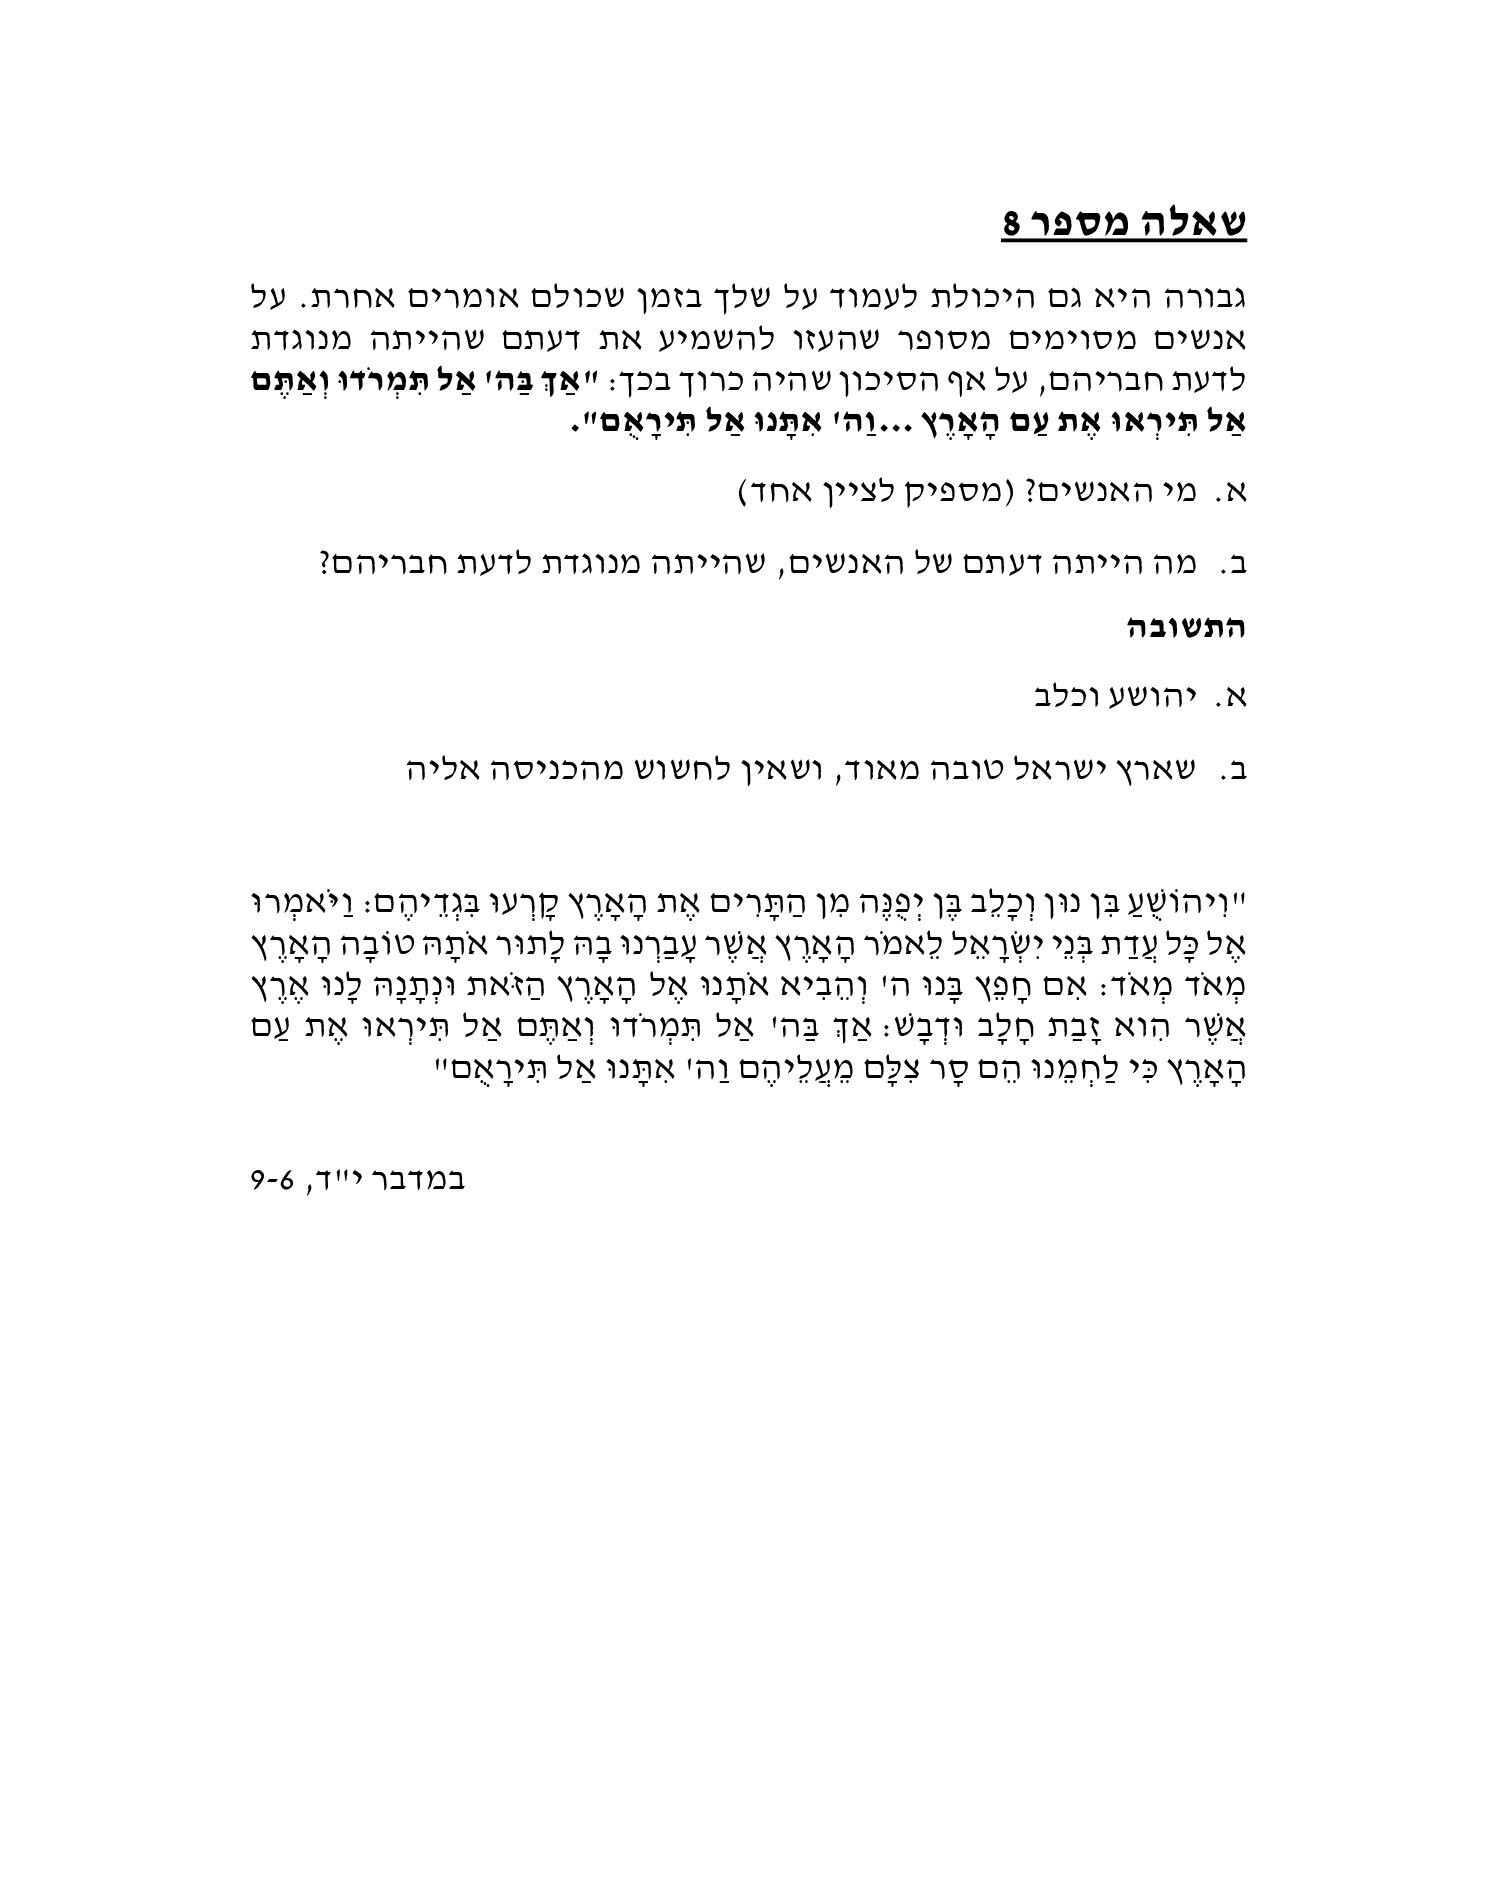 שאלה מספר 8
גבורה היא גם היכולת לעמוד על שלך בזמן שכולם אומרים אחרת. על
אנשים מסוימים מסופר שהעזו להשמיע את דעתם שהייתה מנוגדת
לדעת חבריהם, על אף הסיכון שהיה כרוך בכך: "אַךְ בַּה' אַל תִּמְרֹדוּ וְאַתֶּם
אַל תִּירְאוּ אֶת עַם הָאָרֶץ ...וַה' אִתָּנוּ אַל תִּירָאֻם".
א. מי האנשים? (מספיק לציין אחד)
ב. מה הייתה דעתם של האנשים, שהייתה מנוגדת לדעת חבריהם?
התשובה
א. יהושע וכלב
ב. שארץ ישראל טובה מאוד, ושאין לחשוש מהכניסה אליה
"וִיהוֹשֻׁעַ בִּן נוּן וְכָלֵב בֶּן יְפֻנֶּה מִן הַתָּרִים אֶת הָאָרֶץ קָרְעוּ בִּגְדֵיהֶם: וַיֹּאמְרוּ
אֶל כָּל עֲדַת בְּנֵי יִשְׂרָאֵל לֵאמֹר הָאָרֶץ אֲשֶׁר עָבַרְנוּ בָהּ לָתוּר אֹתָהּ טוֹבָה הָאָרֶץ
מְאֹד מְאֹד: אִם חָפֵץ בָּנוּ ה' וְהֵבִיא אֹתָנוּ אֶל הָאָרֶץ הַזֹּאת וּנְתָנָהּ לָנוּ אֶרֶץ
אֲשֶׁר הִוא זָבַת חָלָב וּדְבָשׁ: אַךְ בַּה' אַל תִּמְרֹדוּ וְאַתֶּם אַל תִּירְאוּ אֶת עַם
הָאָרֶץ כִּי לַחְמֵנוּ הֵם סָר צִלָּם מֵעֲלֵיהֶם וַה' אִתָּנוּ אַל תִּירָאֻם"
במדבר י"ד, 9-6